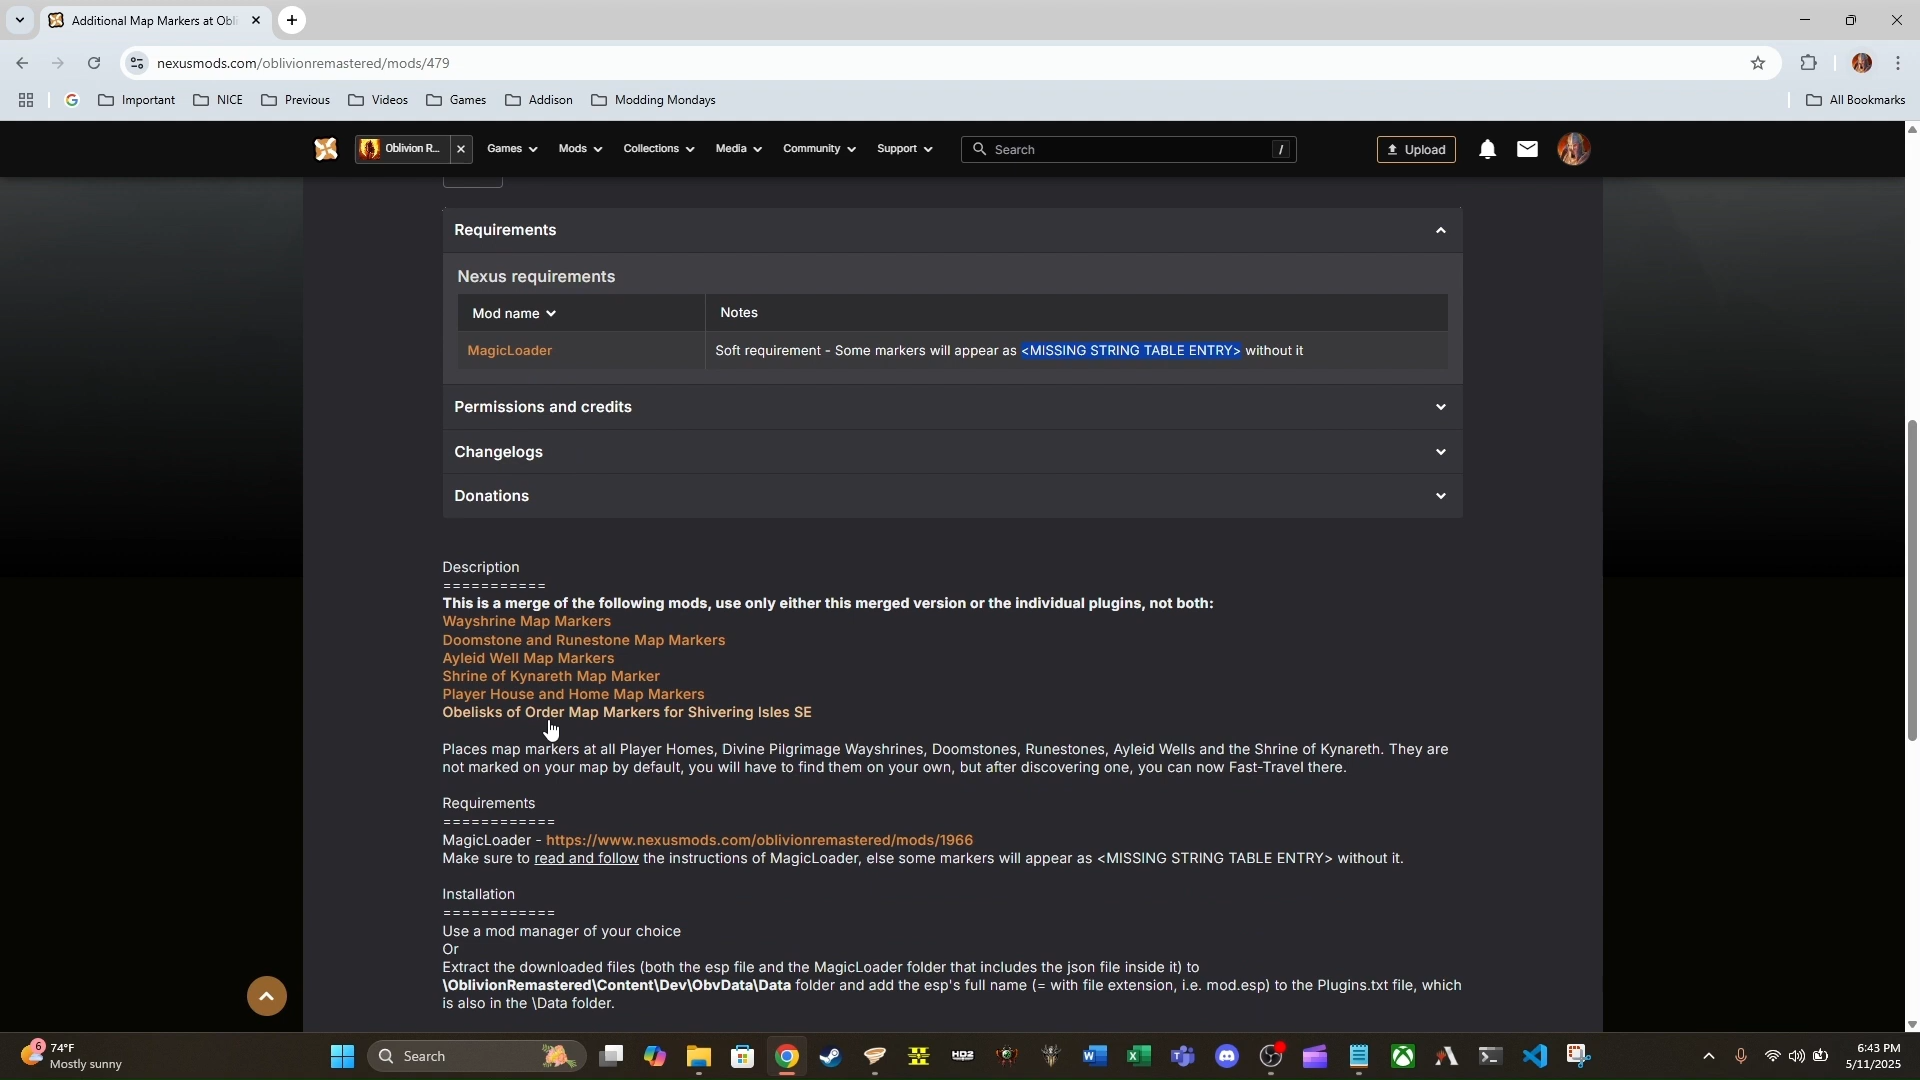 Additional Map Markers at Obli
nexusmods.com/oblivionremastered/mods/479
Important
NICE
Previous
Videos
Games
Addison
Modding Mondays
All Bookmarks
Oblivion R...
Games
Mods
Collections
Media
Community
Support
Search
/
Upload
Requirements
Nexus requirements
Mod name
Notes
MagicLoader
Soft requirement - Some markers will appear as <MISSING STRING TABLE ENTRY> without it
Permissions and credits
Changelogs
Donations
Description
===========
This is a merge of the following mods, use only either this merged version or the individual plugins, not both:
Wayshrine Map Markers
Doomstone and Runestone Map Markers
Ayleid Well Map Markers
Shrine of Kynareth Map Marker
Player House and Home Map Markers
Obelisks of Order Map Markers for Shivering Isles SE
Places map markers at all Player Homes, Divine Pilgrimage Wayshrines, Doomstones, Runestones, Ayleid Wells and the Shrine of Kynareth. They are
not marked on your map by default, you will have to find them on your own, but after discovering one, you can now Fast-Travel there.
Requirements
============
MagicLoader - https://www.nexusmods.com/oblivionremastered/mods/1966
Make sure to read and follow the instructions of MagicLoader, else some markers will appear as <MISSING STRING TABLE ENTRY> without it.
Installation
============
Use a mod manager of your choice
Or
Extract the downloaded files (both the esp file and the MagicLoader folder that includes the json file inside it) to
\OblivionRemastered\Content\Dev\ObvData\Data folder and add the esp's full name (= with file extension, i.e. mod.esp) to the Plugins.txt file, which
is also in the \Data folder.
6
74°F
Mostly sunny
Search
HD2
6:43 PM
5/11/2025